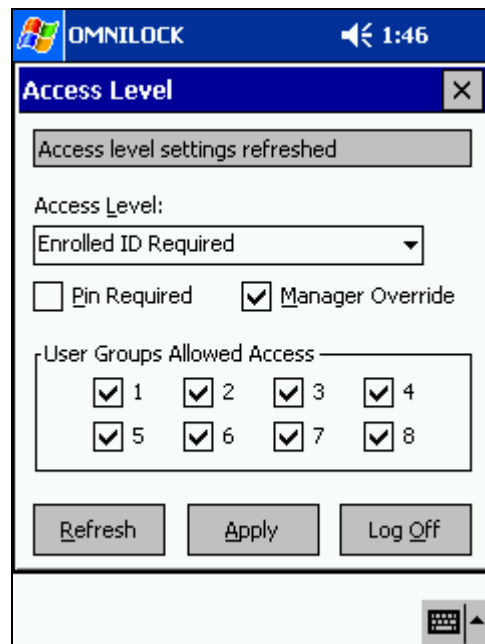 OMNILOCK 1:46
Access Level
Access level settings refreshed
Access Level:
Enrolled ID Required
Pin Required Manager Override
User Groups Allowed Access
1 2 3 4
5 6 7 8
Refresh Apply Log Off